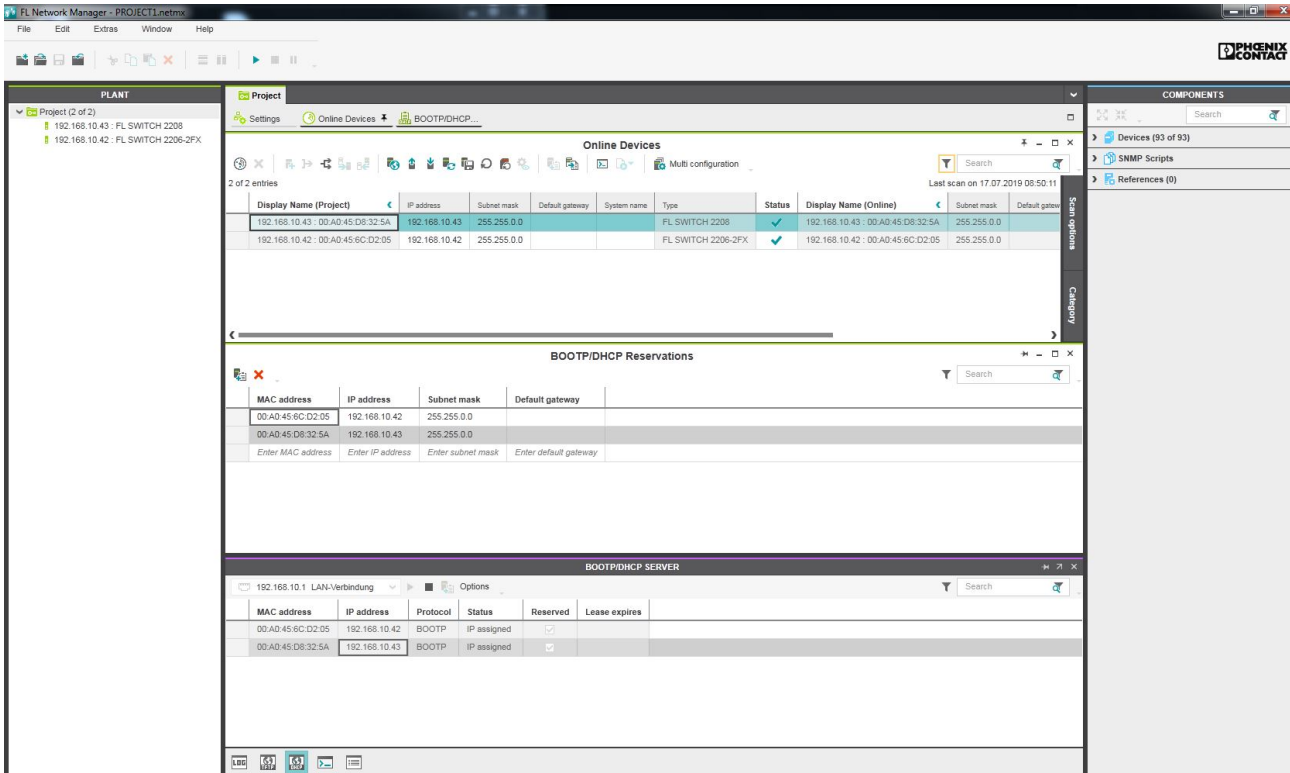 FL Network Manager - PROJECT1.netmx
File Edit Extras Window Help
PHŒNIX CONTACT
PLANT
Project (2 of 2)
192.168.10.43 : FL SWITCH 2208
192.168.10.42 : FL SWITCH 2206-2FX
Project
Settings Online Devices BOOTP/DHCP...
Online Devices
Multi configuration Search
2 of 2 entries Last scan on 17.07.2019 08:50:11
Display Name (Project) IP address Subnet mask Default gateway System name Type Status Display Name (Online) Subnet mask Default gatew
192.168.10.43 : 00:A0:45:D8:32:5A 192.168.10.43 255.255.0.0 FL SWITCH 2208 192.168.10.43 : 00:A0:45:D8:32:5A 255.255.0.0
192.168.10.42 : 00:A0:45:6C:D2:05 192.168.10.42 255.255.0.0 FL SWITCH 2206-2FX 192.168.10.42 : 00:A0:45:6C:D2:05 255.255.0.0
Scan options
Category
BOOTP/DHCP Reservations
Search
MAC address IP address Subnet mask Default gateway
00:A0:45:6C:D2:05 192.168.10.42 255.255.0.0
00:A0:45:D8:32:5A 192.168.10.43 255.255.0.0
Enter MAC address Enter IP address Enter subnet mask Enter default gateway
BOOTP/DHCP SERVER
192.168.10.1 LAN-Verbindung Options Search
MAC address IP address Protocol Status Reserved Lease expires
00:A0:45:6C:D2:05 192.168.10.42 BOOTP IP assigned
00:A0:45:D8:32:5A 192.168.10.43 BOOTP IP assigned
LOG TFTP DHCP
COMPONENTS
Search
Devices (93 of 93)
SNMP Scripts
References (0)